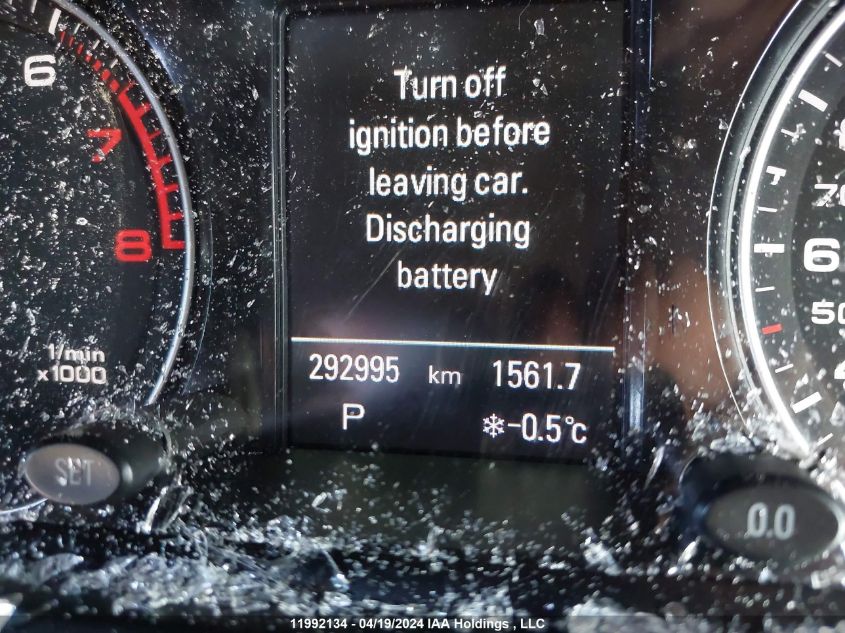 6
7
8
1/min
x1000
SET
Turn off
ignition before
leaving car.
Discharging
battery
292995 km 1561.7
P ❄-0.5°C
50
0.0
11992134 - 04/19/2024 IAA Holdings , LLC